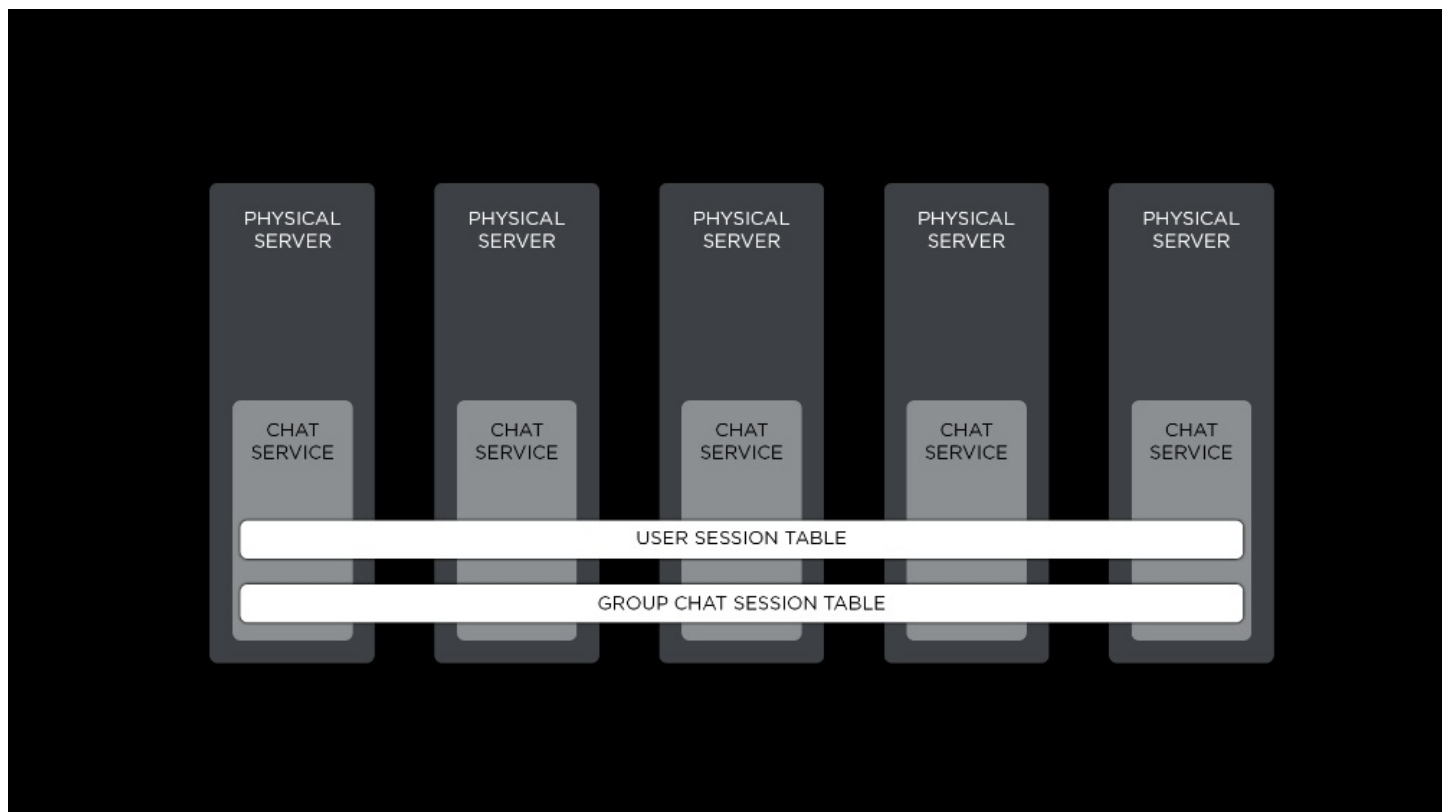 PHYSICAL
SERVER
PHYSICAL
SERVER
PHYSICAL
SERVER
PHYSICAL
SERVER
PHYSICAL
SERVER
CHAT
SERVICE
CHAT
SERVICE
CHAT
SERVICE
CHAT
SERVICE
CHAT
SERVICE
USER SESSION TABLE
GROUP CHAT SESSION TABLE